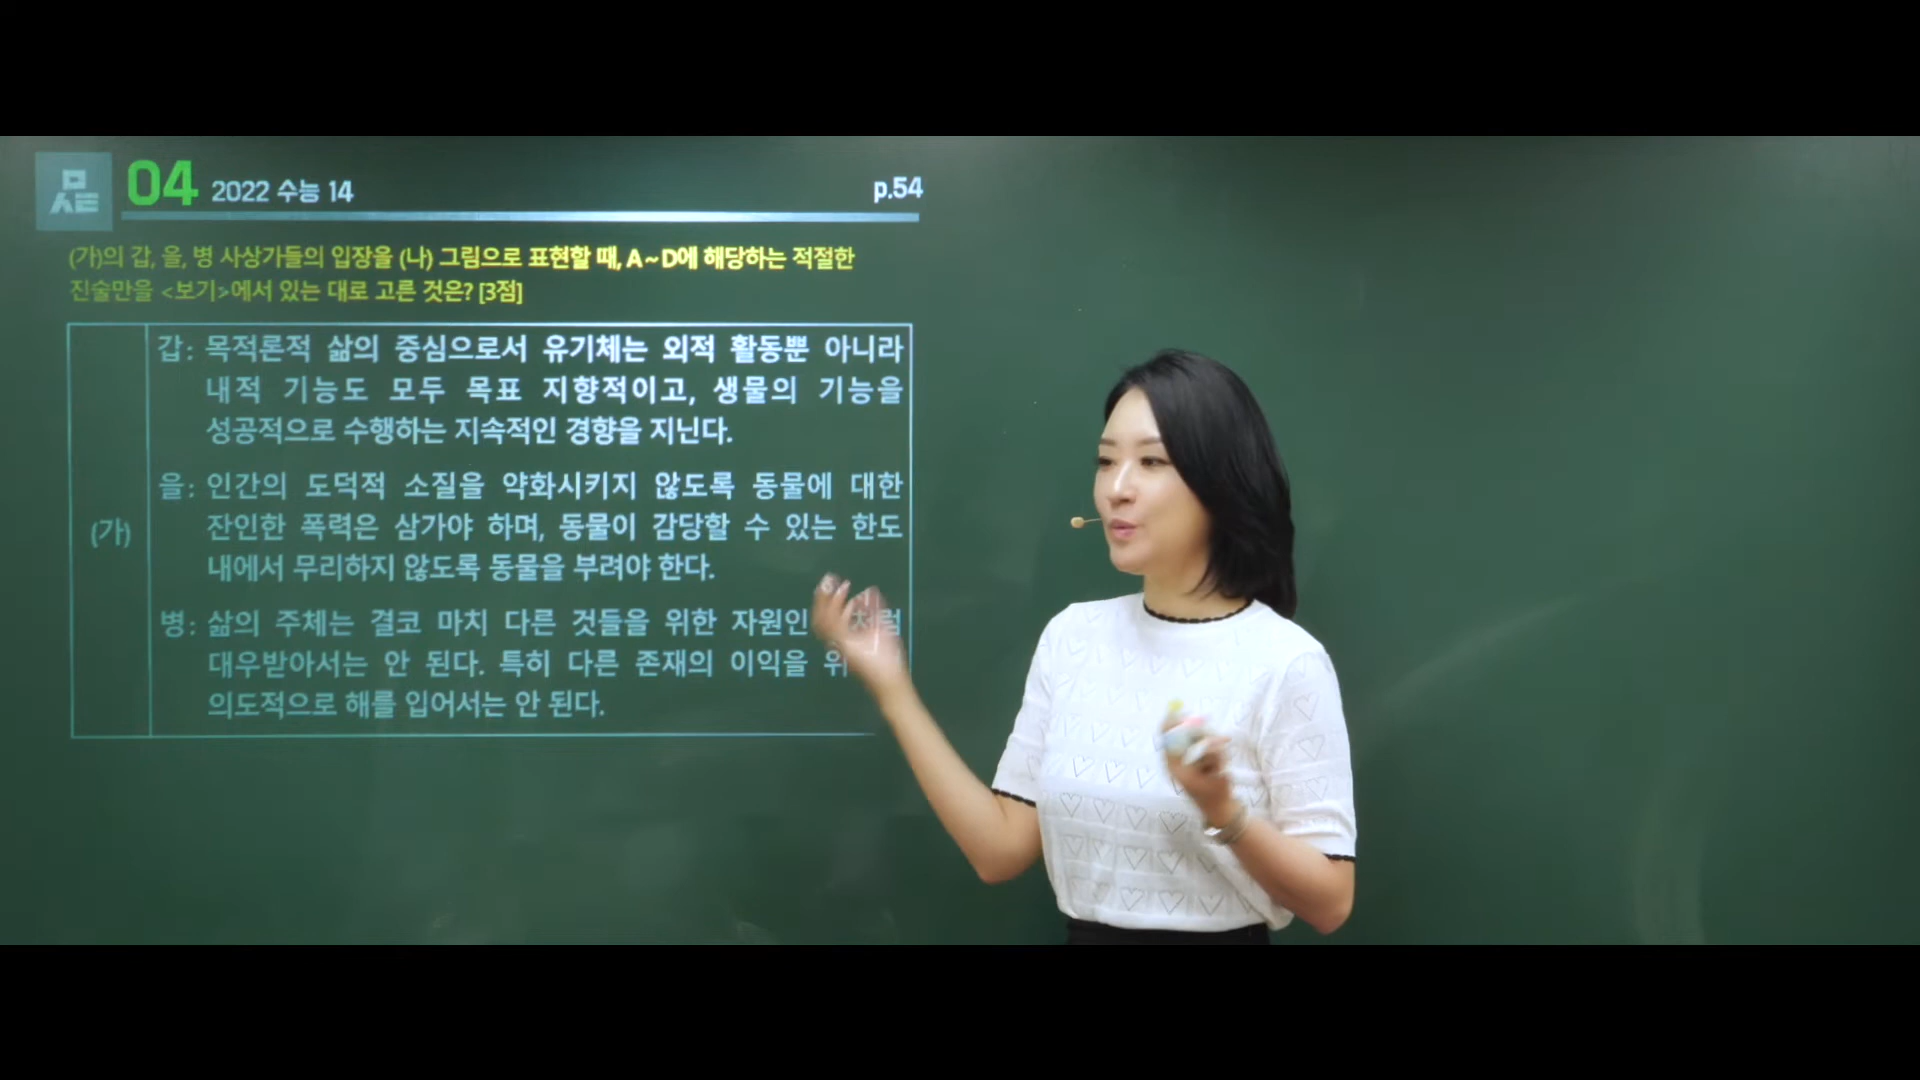 문
04 2022 수능 14 p.54
(가)의 갑, 을, 병 사상가들의 입장을 (나) 그림으로 표현할 때, A~D에 해당하는 적절한
진술만을 <보기>에서 있는 대로 고른 것은? [3점]
(가)
갑: 목적론적 삶의 중심으로서 유기체는 외적 활동뿐 아니라
내적 기능도 모두 목표 지향적이고, 생물의 기능을
성공적으로 수행하는 지속적인 경향을 지닌다.
을: 인간의 도덕적 소질을 약화시키지 않도록 동물에 대한
잔인한 폭력은 삼가야 하며, 동물이 감당할 수 있는 한도
내에서 무리하지 않도록 동물을 부려야 한다.
병: 삶의 주체는 결코 마치 다른 것들을 위한 자원인 처럼
대우받아서는 안 된다. 특히 다른 존재의 이익을 위
의도적으로 해를 입어서는 안 된다.